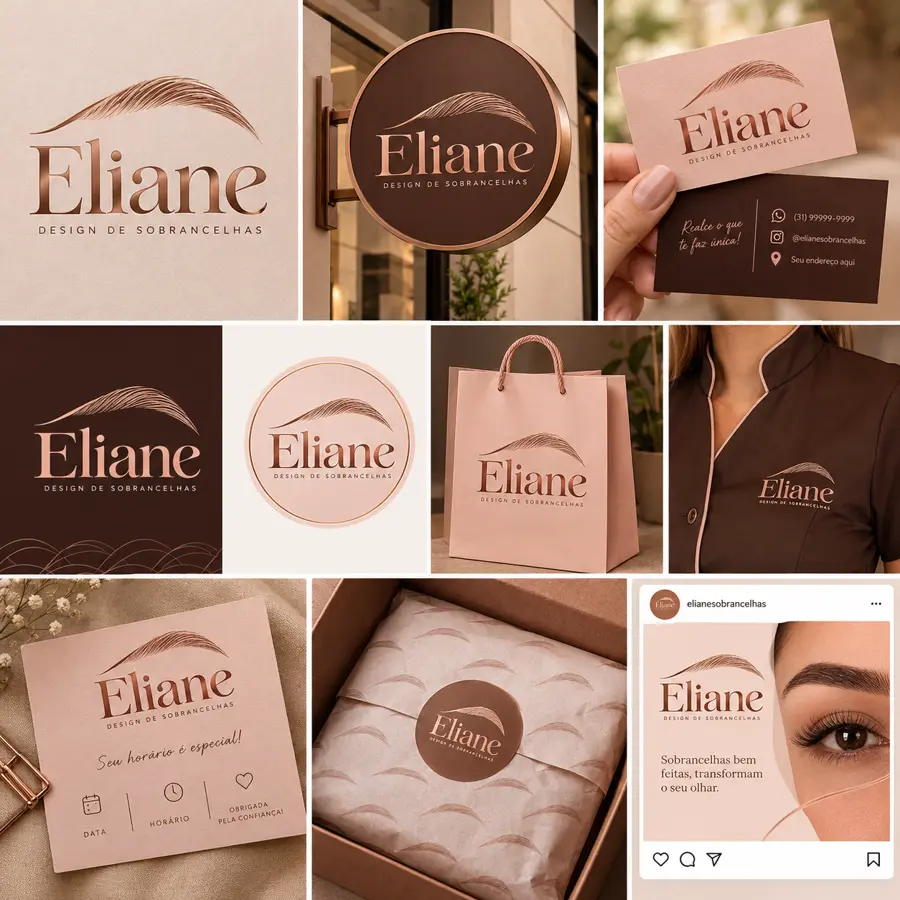 Eliane
DESIGN DE SOBRANCELHAS
Eliane
DESIGN DE SOBRANCELHAS
Eliane
DESIGN DE SOBRANCELHAS
Realce o que
te faz única!
(31) 99999-9999
@elianesobrancelhas
Seu endereço aqui
Eliane
DESIGN DE SOBRANCELHAS
Eliane
DESIGN DE SOBRANCELHAS
Eliane
DESIGN DE SOBRANCELHAS
Eliane
DESIGN DE SOBRANCELHAS
Eliane
DESIGN DE SOBRANCELHAS
Seu horário é especial!
DATA
HORÁRIO
OBRIGADA
PELA CONFIANÇA!
Eliane
DESIGN DE SOBRANCELHAS
Eliane
elianesobrancelhas
Eliane
DESIGN DE SOBRANCELHAS
Sobrancelhas bem
feitas, transformam
o seu olhar.